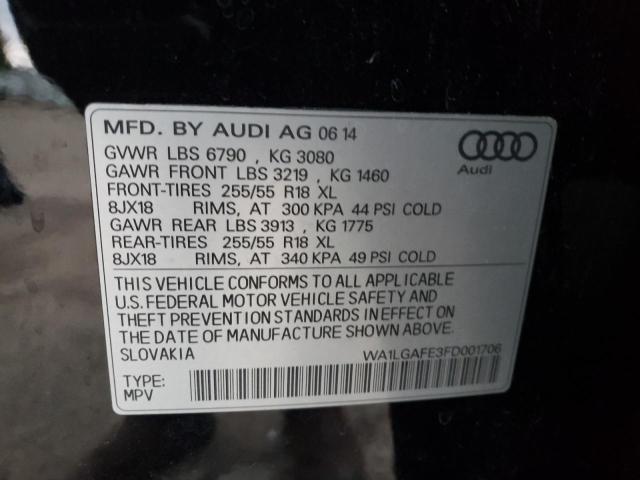 MFD. BY AUDI AG 06 14
GVWR LBS 6790 , KG 3080
GAWR FRONT LBS 3219 , KG 1460
FRONT-TIRES 255/55 R18 XL
8JX18 RIMS, AT 300 KPA 44 PSI COLD
GAWR REAR LBS 3913 , KG 1775
REAR-TIRES 255/55 R18 XL
8JX18 RIMS, AT 340 KPA 49 PSI COLD
Audi
THIS VEHICLE CONFORMS TO ALL APPLICABLE
U.S. FEDERAL MOTOR VEHICLE SAFETY AND
THEFT PREVENTION STANDARDS IN EFFECT ON
THE DATE OF MANUFACTURE SHOWN ABOVE.
SLOVAKIA WA1LGAFE3FD001706
TYPE:
MPV